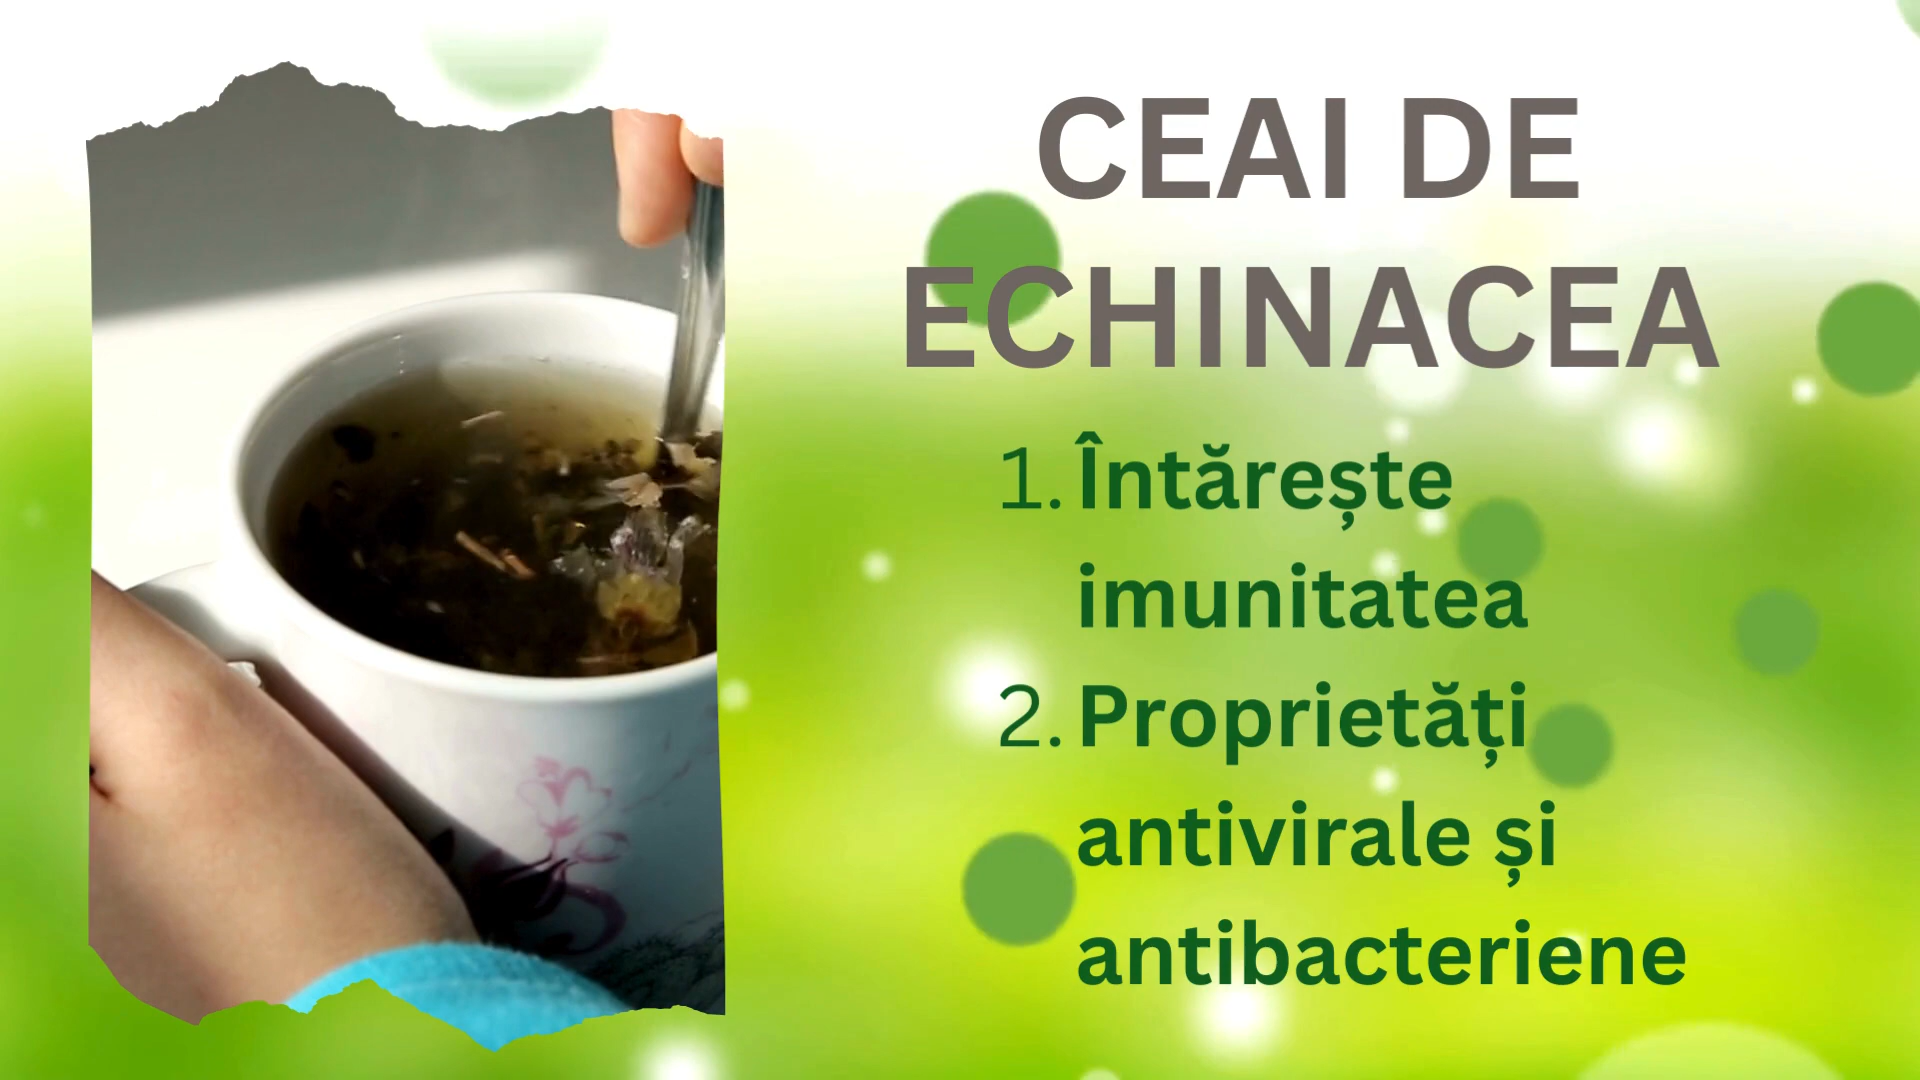 CEAI DE
ECHINACEA
1. Întărește
imunitatea
2. Proprietăți
antivirale și
antibacteriene